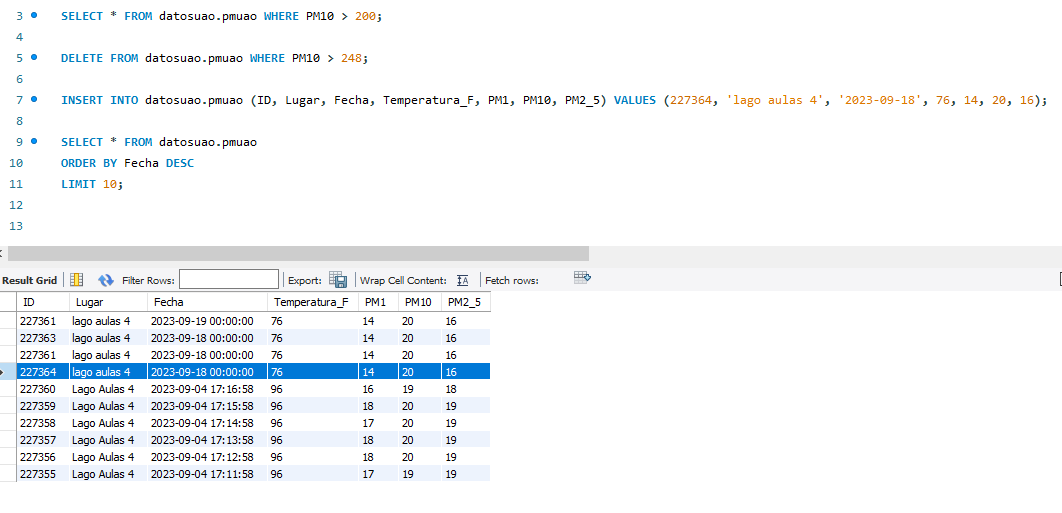 3 SELECT * FROM datosuao.pmuao WHERE PM10 > 200;
4
5 DELETE FROM datosuao.pmuao WHERE PM10 > 248;
6
7 INSERT INTO datosuao.pmuao (ID, Lugar, Fecha, Temperatura_F, PM1, PM10, PM2_5) VALUES (227364, 'lago aulas 4', '2023-09-18', 76, 14, 20, 16);
8
9 SELECT * FROM datosuao.pmuao
10 ORDER BY Fecha DESC
11 LIMIT 10;
12
13
Result Grid Filter Rows: Export: Wrap Cell Content: Fetch rows:
ID Lugar Fecha Temperatura_F PM1 PM10 PM2_5
227361 lago aulas 4 2023-09-19 00:00:00 76 14 20 16
227363 lago aulas 4 2023-09-18 00:00:00 76 14 20 16
227361 lago aulas 4 2023-09-18 00:00:00 76 14 20 16
227364 lago aulas 4 2023-09-18 00:00:00 76 14 20 16
227360 Lago Aulas 4 2023-09-04 17:16:58 96 16 19 18
227359 Lago Aulas 4 2023-09-04 17:15:58 96 18 20 19
227358 Lago Aulas 4 2023-09-04 17:14:58 96 17 20 19
227357 Lago Aulas 4 2023-09-04 17:13:58 96 18 20 19
227356 Lago Aulas 4 2023-09-04 17:12:58 96 18 20 19
227355 Lago Aulas 4 2023-09-04 17:11:58 96 17 19 19